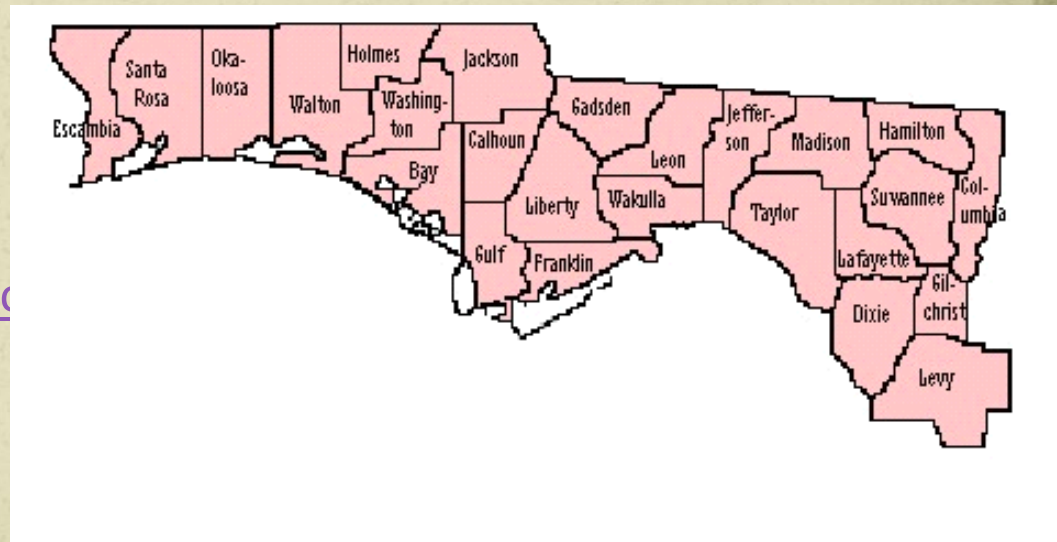 Escambia
Santa
Rosa
Oka-
loosa
Walton
Holmes
Washing-
ton
Bay
Jackson
Calhoun
Gulf
Gadsden
Liberty
Franklin
Leon
Wakulla
Jeffer-
son
Madison
Taylor
Hamilton
Suwannee
Lafayette
Col-
umbia
Dixie
Gil-
christ
Levy